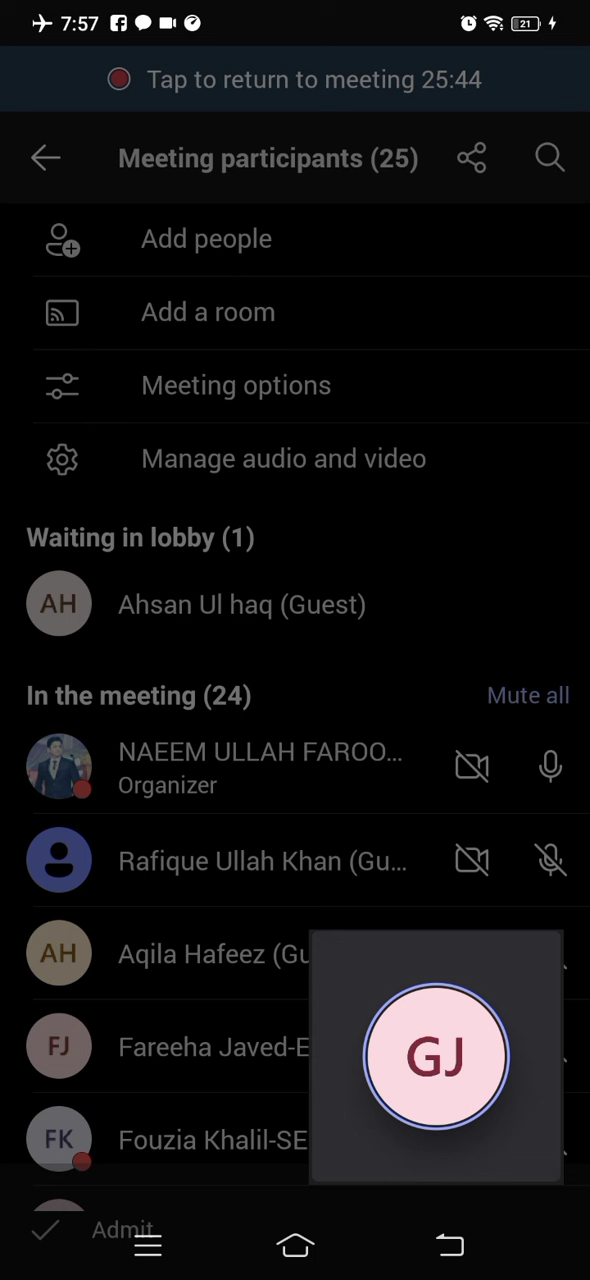 7:57
21
Tap to return to meeting 25:44
Meeting participants (25)
Add people
Add a room
Meeting options
Manage audio and video
Waiting in lobby (1)
AH
Ahsan Ul haq (Guest)
In the meeting (24)
Mute all
NAEEM ULLAH FAROO...
Organizer
Rafique Ullah Khan (Gu...
AH
Aqila Hafeez (Gu
FJ
Fareeha Javed-E
GJ
FK
Fouzia Khalil-SE
Admit